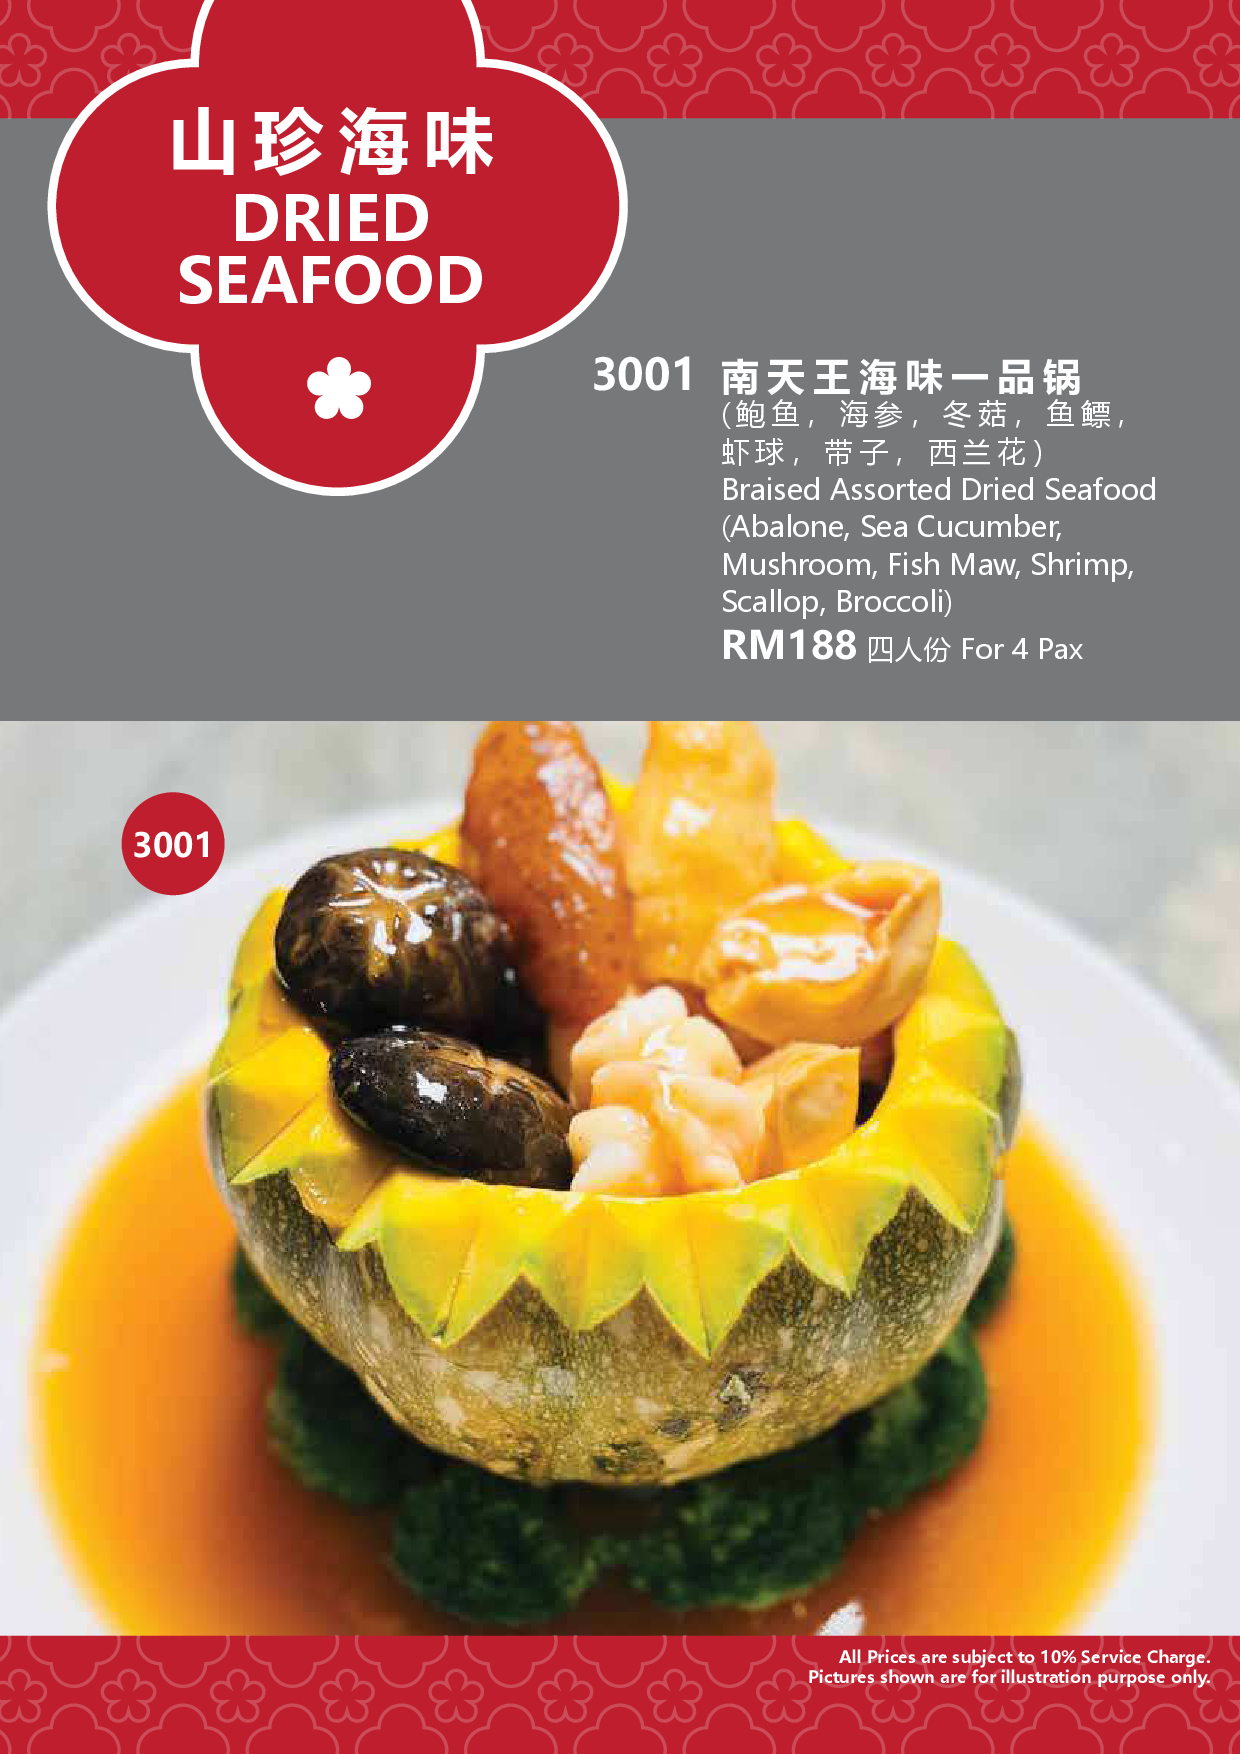 山珍海味
DRIED
SEAFOOD
3001 南天王海味一品锅
(鲍鱼，海参，冬菇，鱼鳔，
虾球，带子，西兰花)
Braised Assorted Dried Seafood
(Abalone, Sea Cucumber,
Mushroom, Fish Maw, Shrimp,
Scallop, Broccoli)
RM188 四人份 For 4 Pax
3001
All Prices are subject to 10% Service Charge.
Pictures shown are for illustration purpose only.